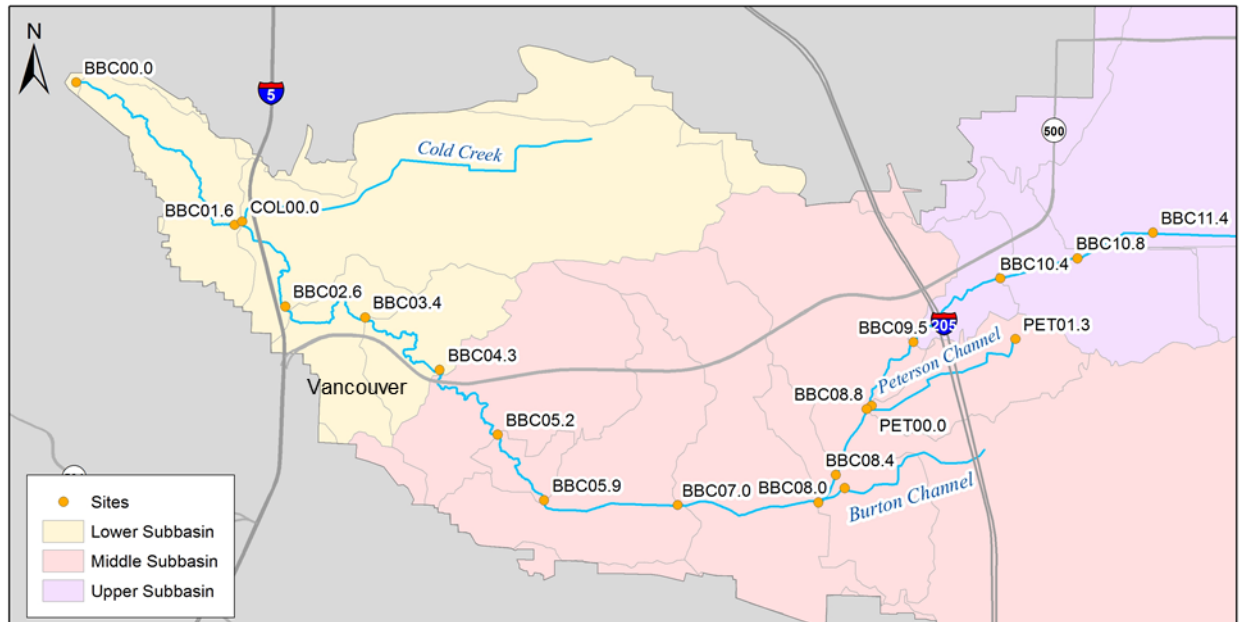 N
BBC00.0
5
Cold Creek
500
BBC01.6
COL00.0
BBC11.4
BBC10.8
BBC10.4
BBC02.6
BBC03.4
205
PET01.3
BBC09.5
BBC04.3
Peterson Channel
Vancouver
BBC08.8
PET00.0
BBC05.2
BBC08.4
BBC05.9
BBC07.0
BBC08.0
Burton Channel
Sites
Lower Subbasin
Middle Subbasin
Upper Subbasin